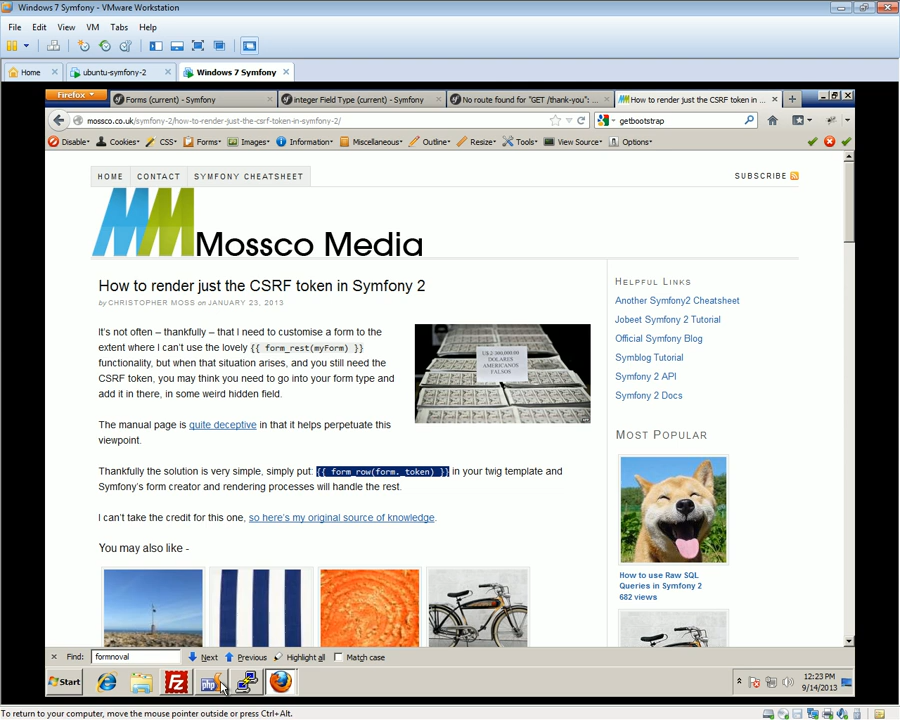 Windows 7 Symfony - VMware Workstation
File Edit View VM Tabs Help
Home ubuntu-symfony-2 Windows 7 Symfony
Firefox Forms (current) - Symfony integer Field Type (current) - Symfony No route found for "GET /thank-you": ... How to render just the CSRF token in ...
mossco.co.uk/symfony-2/how-to-render-just-the-csrf-token-in-symfony-2/ getbootstrap
Disable Cookies CSS Forms Images Information Miscellaneous Outline Resize Tools View Source Options
HOME CONTACT SYMFONY CHEATSHEET SUBSCRIBE
Mossco Media
How to render just the CSRF token in Symfony 2
by CHRISTOPHER MOSS on JANUARY 23, 2013
It's not often – thankfully – that I need to customise a form to the
extent where I can't use the lovely {{ form_rest(myForm) }}
functionality, but when that situation arises, and you still need the
CSRF token, you may think you need to go into your form type and
add it in there, in some weird hidden field.
US.$ 2·300,000.00
DOLARES
AMERICANOS
FALSOS
The manual page is quite deceptive in that it helps perpetuate this
viewpoint.
Thankfully the solution is very simple, simply put: {{ form_row(form._token) }} in your twig template and
Symfony's form creator and rendering processes will handle the rest.
I can't take the credit for this one, so here's my original source of knowledge.
You may also like -
HELPFUL LINKS
Another Symfony2 Cheatsheet
Jobeet Symfony 2 Tutorial
Official Symfony Blog
Symblog Tutorial
Symfony 2 API
Symfony 2 Docs
MOST POPULAR
How to use Raw SQL
Queries in Symfony 2
682 views
Find: formnoval Next Previous Highlight all Match case
Start php 12:23 PM
9/14/2013
To return to your computer, move the mouse pointer outside or press Ctrl+Alt.